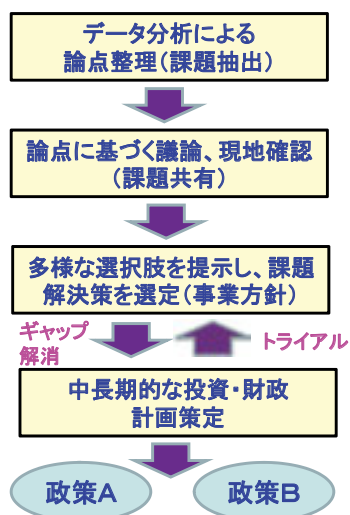 データ分析による
論点整理(課題抽出)
論点に基づく議論、現地確認
(課題共有)
多様な選択肢を提示し、課題
解決策を選定(事業方針)
ギャップ
解消
トライアル
中長期的な投資・財政
計画策定
政策A
政策B